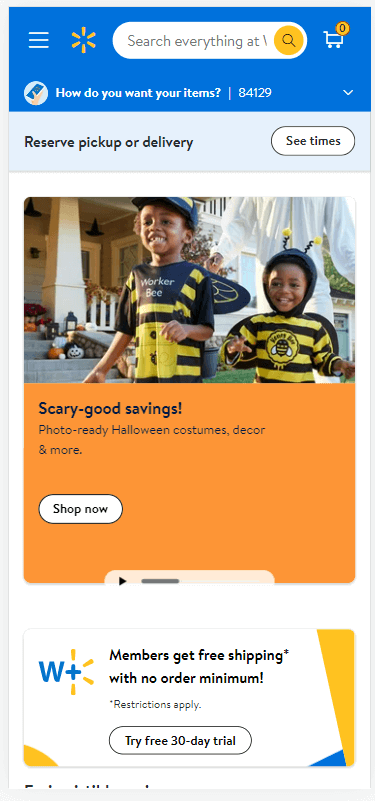 Search everything at W
0
How do you want your items? | 84129
Reserve pickup or delivery
See times
Worker
Bee
Scary-good savings!
Photo-ready Halloween costumes, decor
& more.
Shop now
W+
Members get free shipping*
with no order minimum!
*Restrictions apply.
Try free 30-day trial